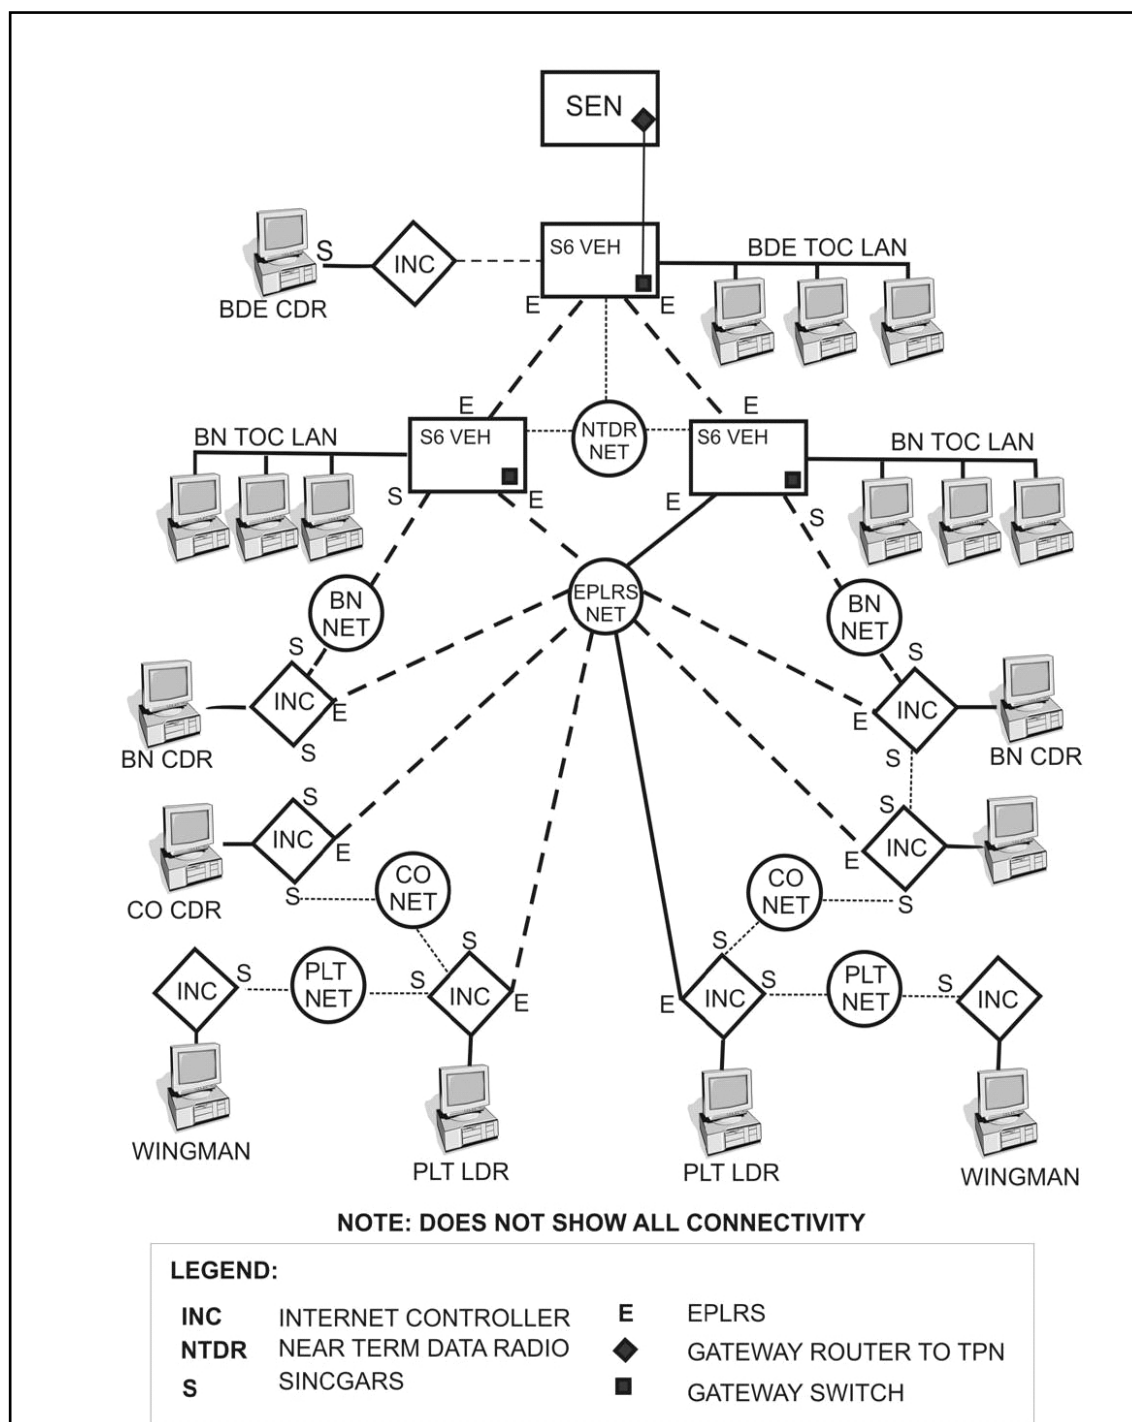 SEN
S6 VEH
BDE TOC LAN
S
INC
BDE CDR
E
E
E
E
S6 VEH
NTDR
NET
S6 VEH
BN TOC LAN
BN TOC LAN
S
E
E
S
EPLRS
NET
BN
NET
BN
NET
S
S
INC
E
S
E
INC
S
BN CDR
BN CDR
S
S
INC
E
S
E
INC
S
CO CDR
CO
NET
CO
NET
S
S
INC
S
PLT
NET
S
INC
E
E
INC
S
PLT
NET
S
INC
WINGMAN
PLT LDR
PLT LDR
WINGMAN
NOTE: DOES NOT SHOW ALL CONNECTIVITY
LEGEND:
INC INTERNET CONTROLLER
NTDR NEAR TERM DATA RADIO
S SINCGARS
E EPLRS
GATEWAY ROUTER TO TPN
GATEWAY SWITCH